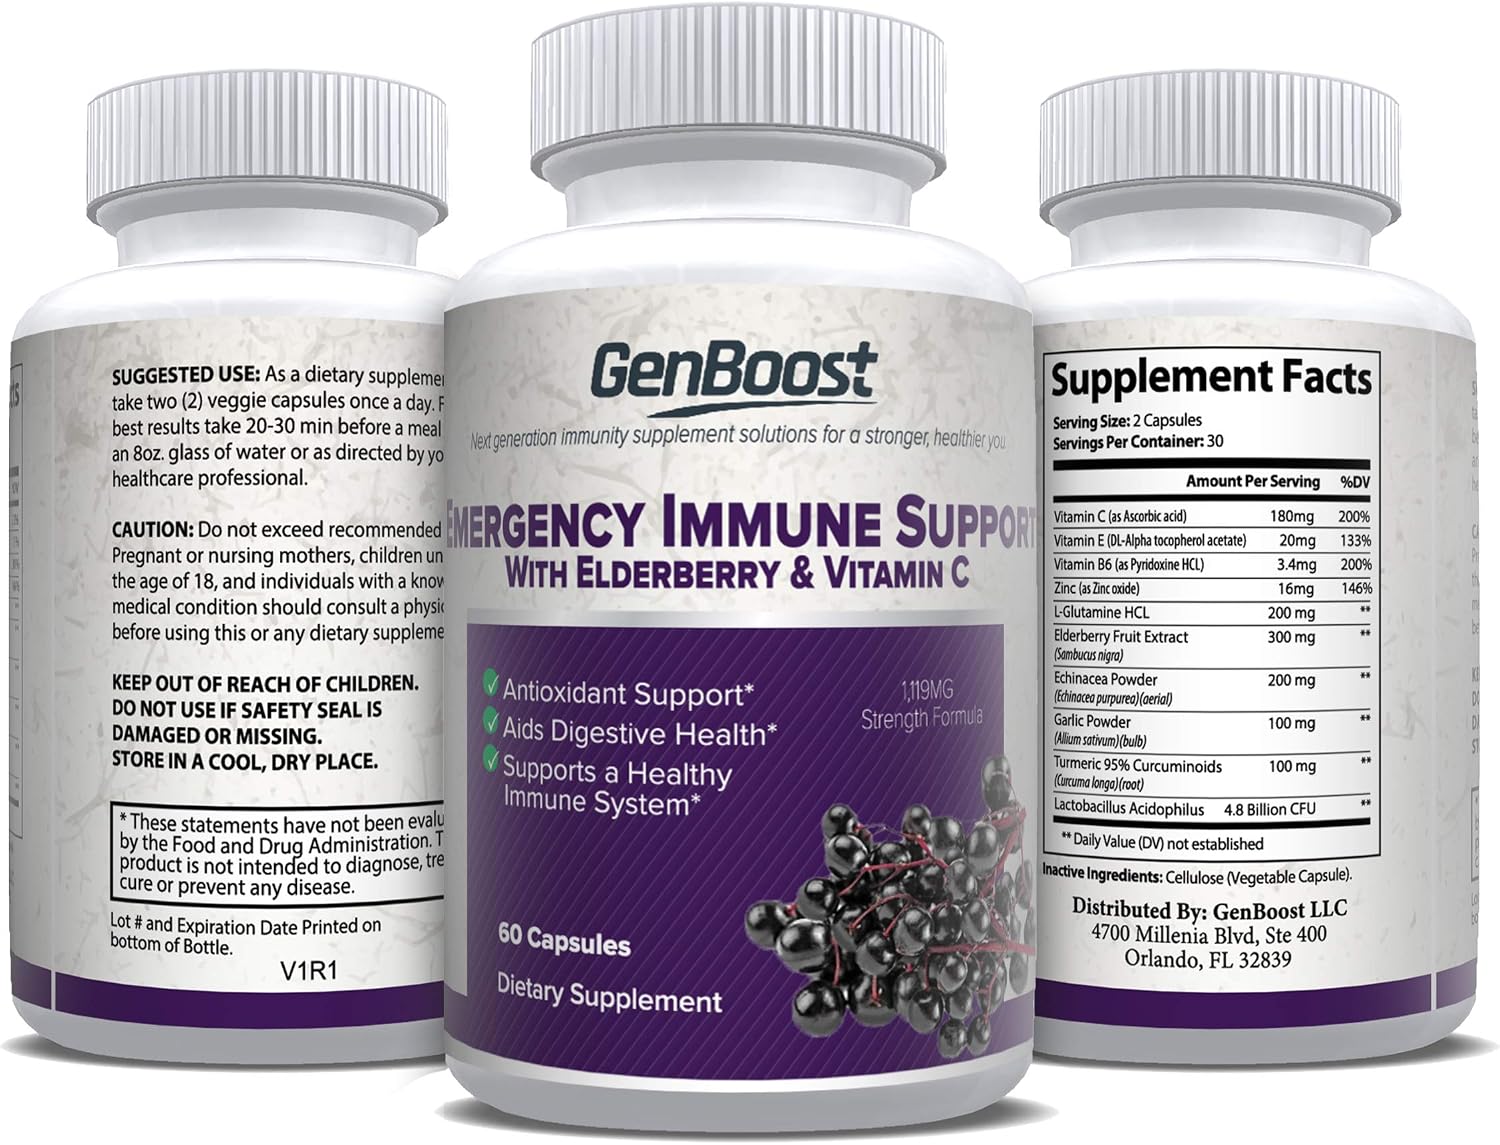 SUGGESTED USE: As a dietary
take two (2) veggie capsules once a day.
best results take 20-30 min before a meal
an 8oz. glass of water or as directed by
healthcare professional.
CAUTION: Do not exceed recommended
Pregnant or nursing mothers, children
the age of 18, and individuals with a
medical condition should consult a
before using this or any dietary
KEEP OUT OF REACH OF CHILDREN.
DO NOT USE IF SAFETY SEAL IS
DAMAGED OR MISSING.
STORE IN A COOL, DRY PLACE.
* These statements have not been
by the Food and Drug Administration.
product is not intended to diagnose,
cure or prevent any disease.
Lot # and Expiration Date Printed on
bottom of Bottle.
V1R1
GenBoost
Next generation immunity supplement solutions for a stronger, healthier you.
EMERGENCY IMMUNE SUPPORT
WITH ELDERBERRY & VITAMIN C
✓ Antioxidant Support*
✓ Aids Digestive Health*
✓ Supports a Healthy
Immune System*
1,119MG
Strength Formula
60 Capsules
Dietary Supplement
Supplement Facts
Serving Size: 2 Capsules
Servings Per Container: 30
Amount Per Serving %DV
Vitamin C (as Ascorbic acid) 180mg 200%
Vitamin E (DL-Alpha tocopherol acetate) 20mg 133%
Vitamin B6 (as Pyridoxine HCL) 3.4mg 200%
Zinc (as Zinc oxide) 16mg 146%
L-Glutamine HCL 200 mg **
Elderberry Fruit Extract 300 mg **
(Sambucus nigra)
Echinacea Powder 200 mg **
(Echinacea purpurea)(aerial)
Garlic Powder 100 mg **
(Allium sativum)(bulb)
Turmeric 95% Curcuminoids 100 mg **
(Curcuma longa)(root)
Lactobacillus Acidophilus 4.8 Billion CFU **
** Daily Value (DV) not established
Inactive Ingredients: Cellulose (Vegetable Capsule).
Distributed By: GenBoost LLC
4700 Millenia Blvd, Ste 400
Orlando, FL 32839